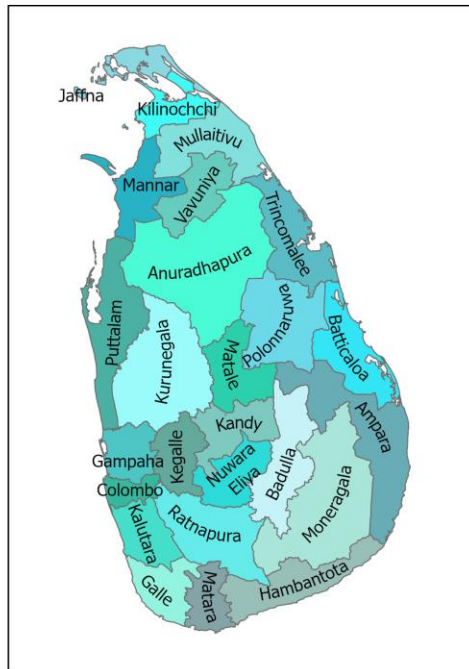 Jaffna
Kilinochchi
Mullaitivu
Mannar
Vavuniya
Trincomalee
Anuradhapura
Puttalam
Kurunegala
Matale
Polonnaruwa
Batticaloa
Kandy
Ampara
Gampaha
Kegalle
Nuwara
Eliya
Badulla
Moneragala
Colombo
Kalutara
Ratnapura
Galle
Matara
Hambantota